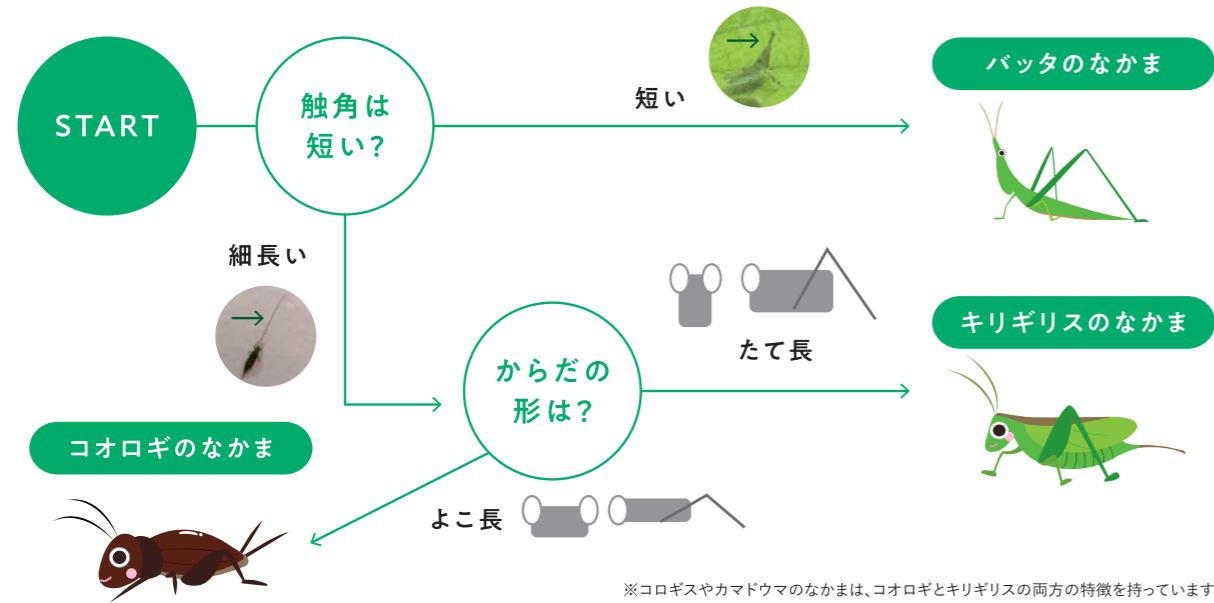 START
触角は
短い?
短い
バッタのなかま
細長い
からだの
形は?
たて長
キリギリスのなかま
コオロギのなかま
よこ長
※コロギスやカマドウマのなかまは、コオロギとキリギリスの両方の特徴を持っています